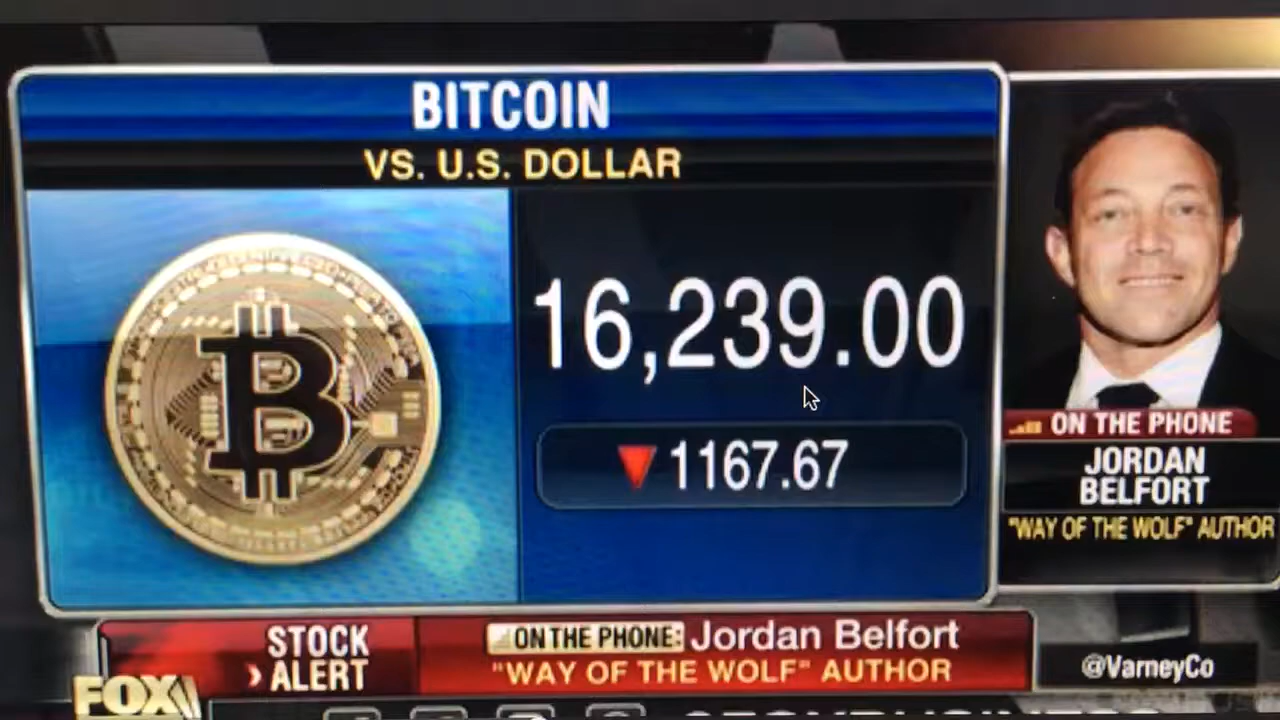 BITCOIN
VS. U.S. DOLLAR
16,239.00
1167.67
ON THE PHONE
JORDAN
BELFORT
"WAY OF THE WOLF" AUTHOR
STOCK
ALERT
ON THE PHONE: Jordan Belfort
"WAY OF THE WOLF" AUTHOR
@VarneyCo
FOX